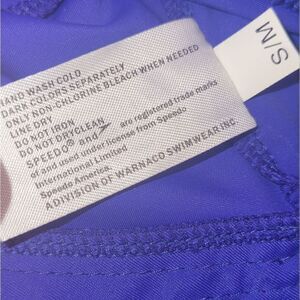 HAND WASH COLD
DARK COLORS SEPARATELY
ONLY NON-CHLORINE BLEACH WHEN NEEDED
LINE DRY
DO NOT IRON
DO NOT DRYCLEAN
SPEEDO® and are registered trade marks
of and used under license from Speedo
International Limited
Speedo America.
A DIVISION OF WARNACO SWIMWEAR INC.
S/M